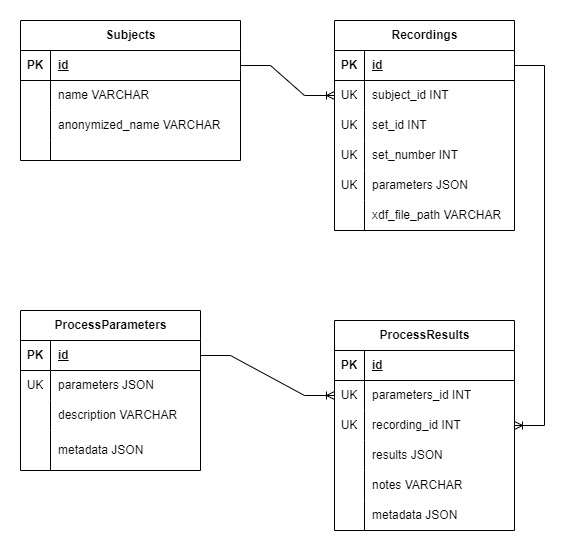 Subjects
PK id
name VARCHAR
anonymized_name VARCHAR
Recordings
PK id
UK subject_id INT
UK set_id INT
UK set_number INT
UK parameters JSON
xdf_file_path VARCHAR
ProcessParameters
PK id
UK parameters JSON
description VARCHAR
metadata JSON
ProcessResults
PK id
UK parameters_id INT
UK recording_id INT
results JSON
notes VARCHAR
metadata JSON